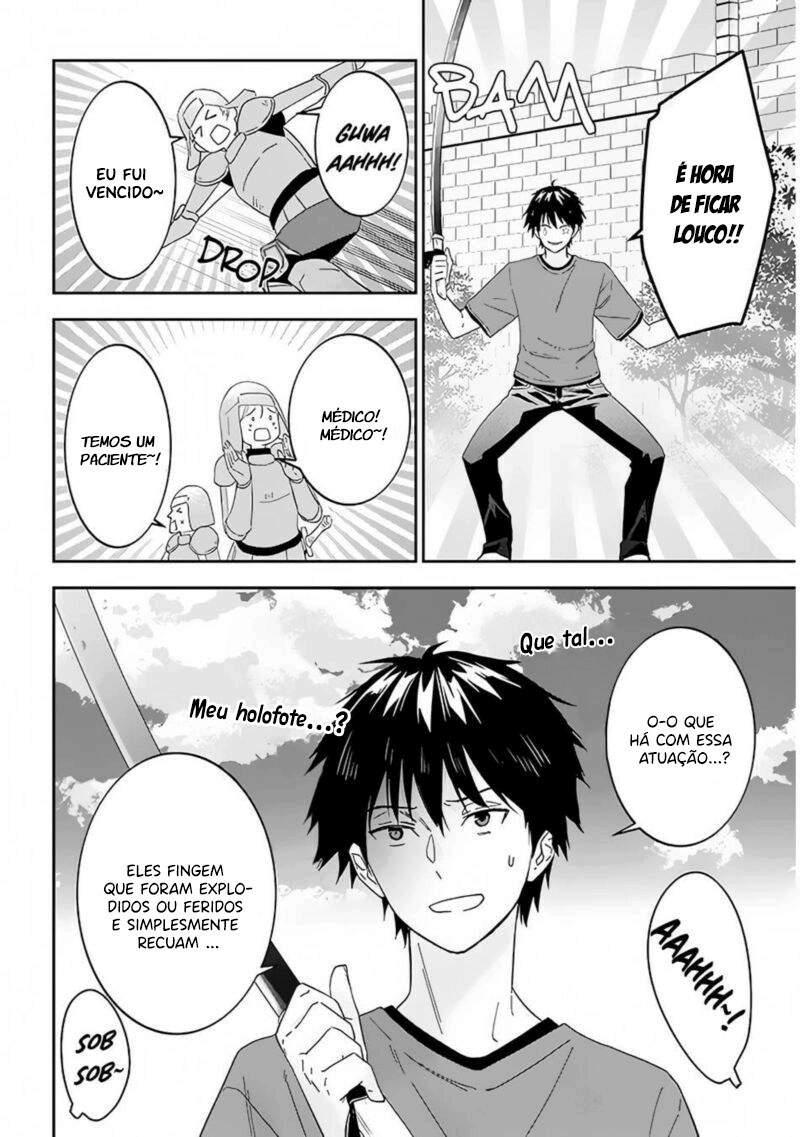 BAM
É HORA
DE FICAR
LOUCO!!
GUWA
AAHHH!
EU FUI
VENCIDO~
DROP
MÉDICO!
MÉDICO~!
TEMOS UM
PACIENTE~!
Que tal...
O-O QUE
HÁ COM ESSA
ATUAÇÃO...?
Meu holofote...?
ELES FINGEM
QUE FORAM EXPLO-
DIDOS OU FERIDOS
E SIMPLESMENTE
RECUAM ...
AAAHHH~!
SOB
SOB~